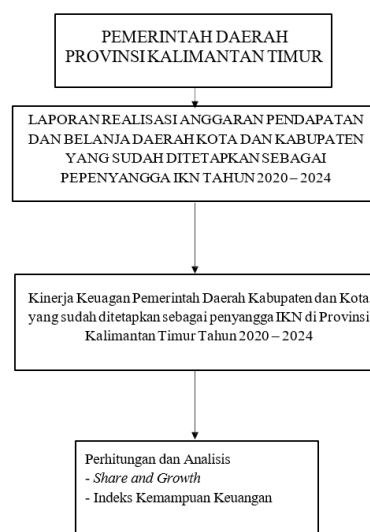 PEMERINTAH DAERAH
PROVINSI KALIMANTAN TIMUR
LAPORAN REALISASI ANGGARAN PENDAPATAN
DAN BELANJA DAERAH KOTA DAN KABUPATEN
YANG SUDAH DITETAPKAN SEBAGAI
PEPENYANGGA IKN TAHUN 2020 – 2024
Kinerja Keuagan Pemerintah Daerah Kabupaten dan Kota
yang sudah ditetapkan sebagai penyangga IKN di Provinsi
Kalimantan Timur Tahun 2020 – 2024
Perhitungan dan Analisis
- Share and Growth
- Indeks Kemampuan Keuangan